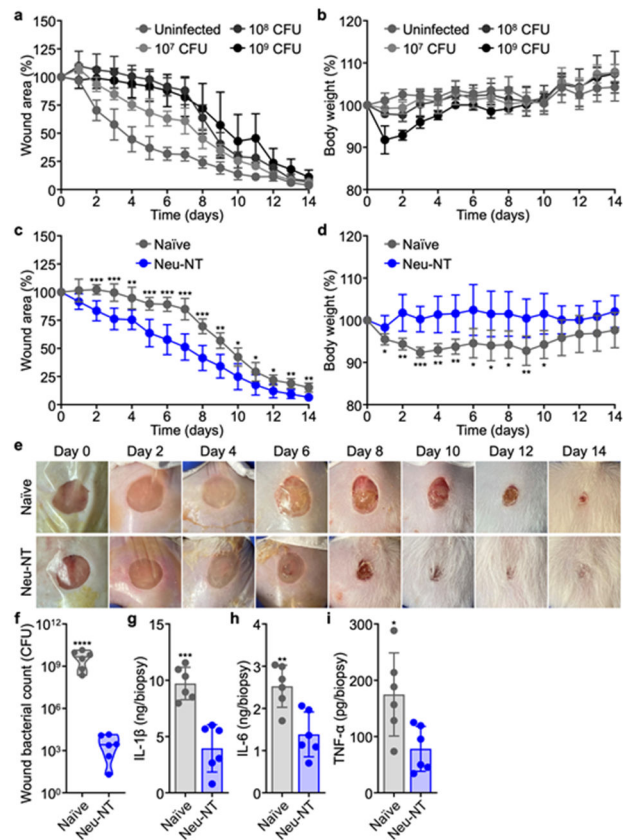 a
Uninfected 10⁸ CFU
10⁷ CFU 10⁹ CFU
Wound area (%)
150
125
100
75
50
25
0
0 2 4 6 8 10 12 14
Time (days)
b
Uninfected 10⁸ CFU
10⁷ CFU 10⁹ CFU
Body weight (%)
120
110
100
90
80
0 2 4 6 8 10 12 14
Time (days)
c
Naïve
Neu-NT
Wound area (%)
150
125
100
75
50
25
0
*** *** ** *** *** *** *** ** * * * ** **
0 2 4 6 8 10 12 14
Time (days)
d
Naïve
Neu-NT
Body weight (%)
120
110
100
90
80
* ** *** ** ** * * * ** *
0 2 4 6 8 10 12 14
Time (days)
e
Day 0 Day 2 Day 4 Day 6 Day 8 Day 10 Day 12 Day 14
Naïve
Neu-NT
f
Wound bacterial count (CFU)
10¹²
10⁹
10⁶
10³
10⁰
****
Naïve
Neu-NT
g
IL-1β (ng/biopsy)
15
10
5
0
***
Naïve
Neu-NT
h
IL-6 (ng/biopsy)
4
3
2
1
0
**
Naïve
Neu-NT
i
TNF-α (pg/biopsy)
300
200
100
0
*
Naïve
Neu-NT